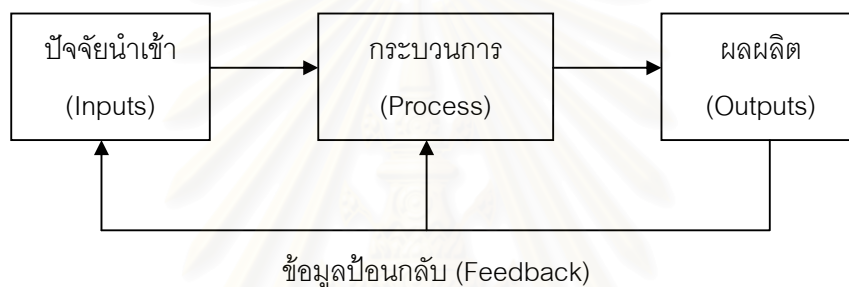 ปัจจัยนำเข้า
(Inputs)
กระบวนการ
(Process)
ผลผลิต
(Outputs)
ข้อมูลป้อนกลับ (Feedback)